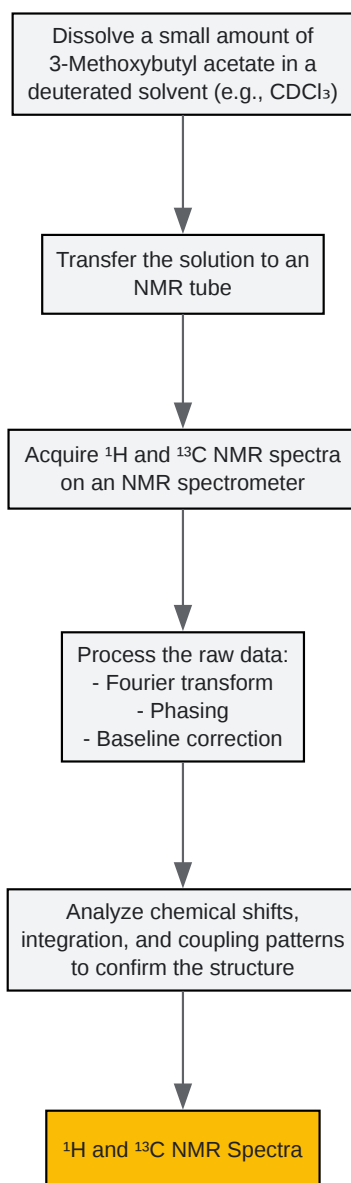 Dissolve a small amount of
3-Methoxybutyl acetate in a
deuterated solvent (e.g., CDCl₃)
Transfer the solution to an
NMR tube
Acquire ¹H and ¹³C NMR spectra
on an NMR spectrometer
Process the raw data:
- Fourier transform
- Phasing
- Baseline correction
Analyze chemical shifts,
integration, and coupling patterns
to confirm the structure
¹H and ¹³C NMR Spectra